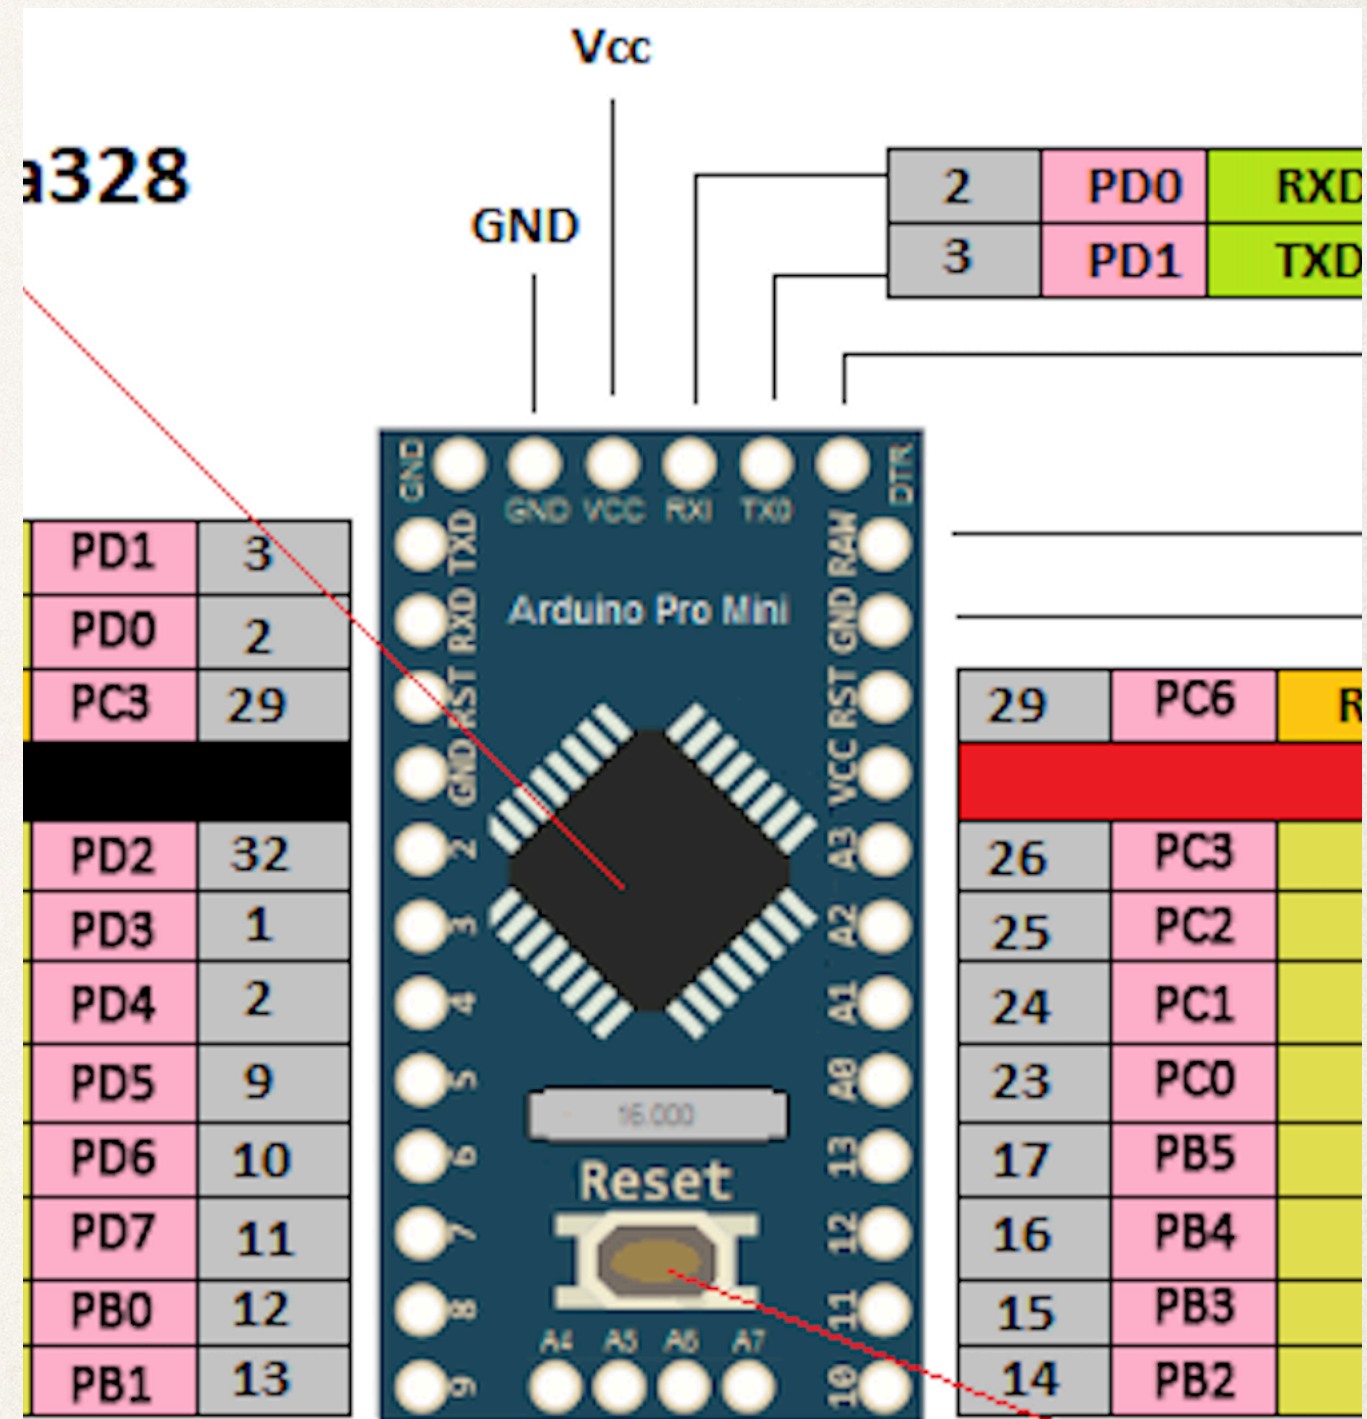 Vcc
a328
GND
2 PD0 RXD
3 PD1 TXD
GND
DTR
GND VCC RXI TX0
TXD
RAW
Arduino Pro Mini
RXD
GND
RST
RST
GND
VCC
2
A3
3
A2
4
A1
5
A0
16.000
6
13
Reset
7
12
8
11
A4 A5 A6 A7
9
10
PD1 3
PD0 2
PC3 29
PD2 32
PD3 1
PD4 2
PD5 9
PD6 10
PD7 11
PB0 12
PB1 13
29 PC6 R
26 PC3
25 PC2
24 PC1
23 PC0
17 PB5
16 PB4
15 PB3
14 PB2